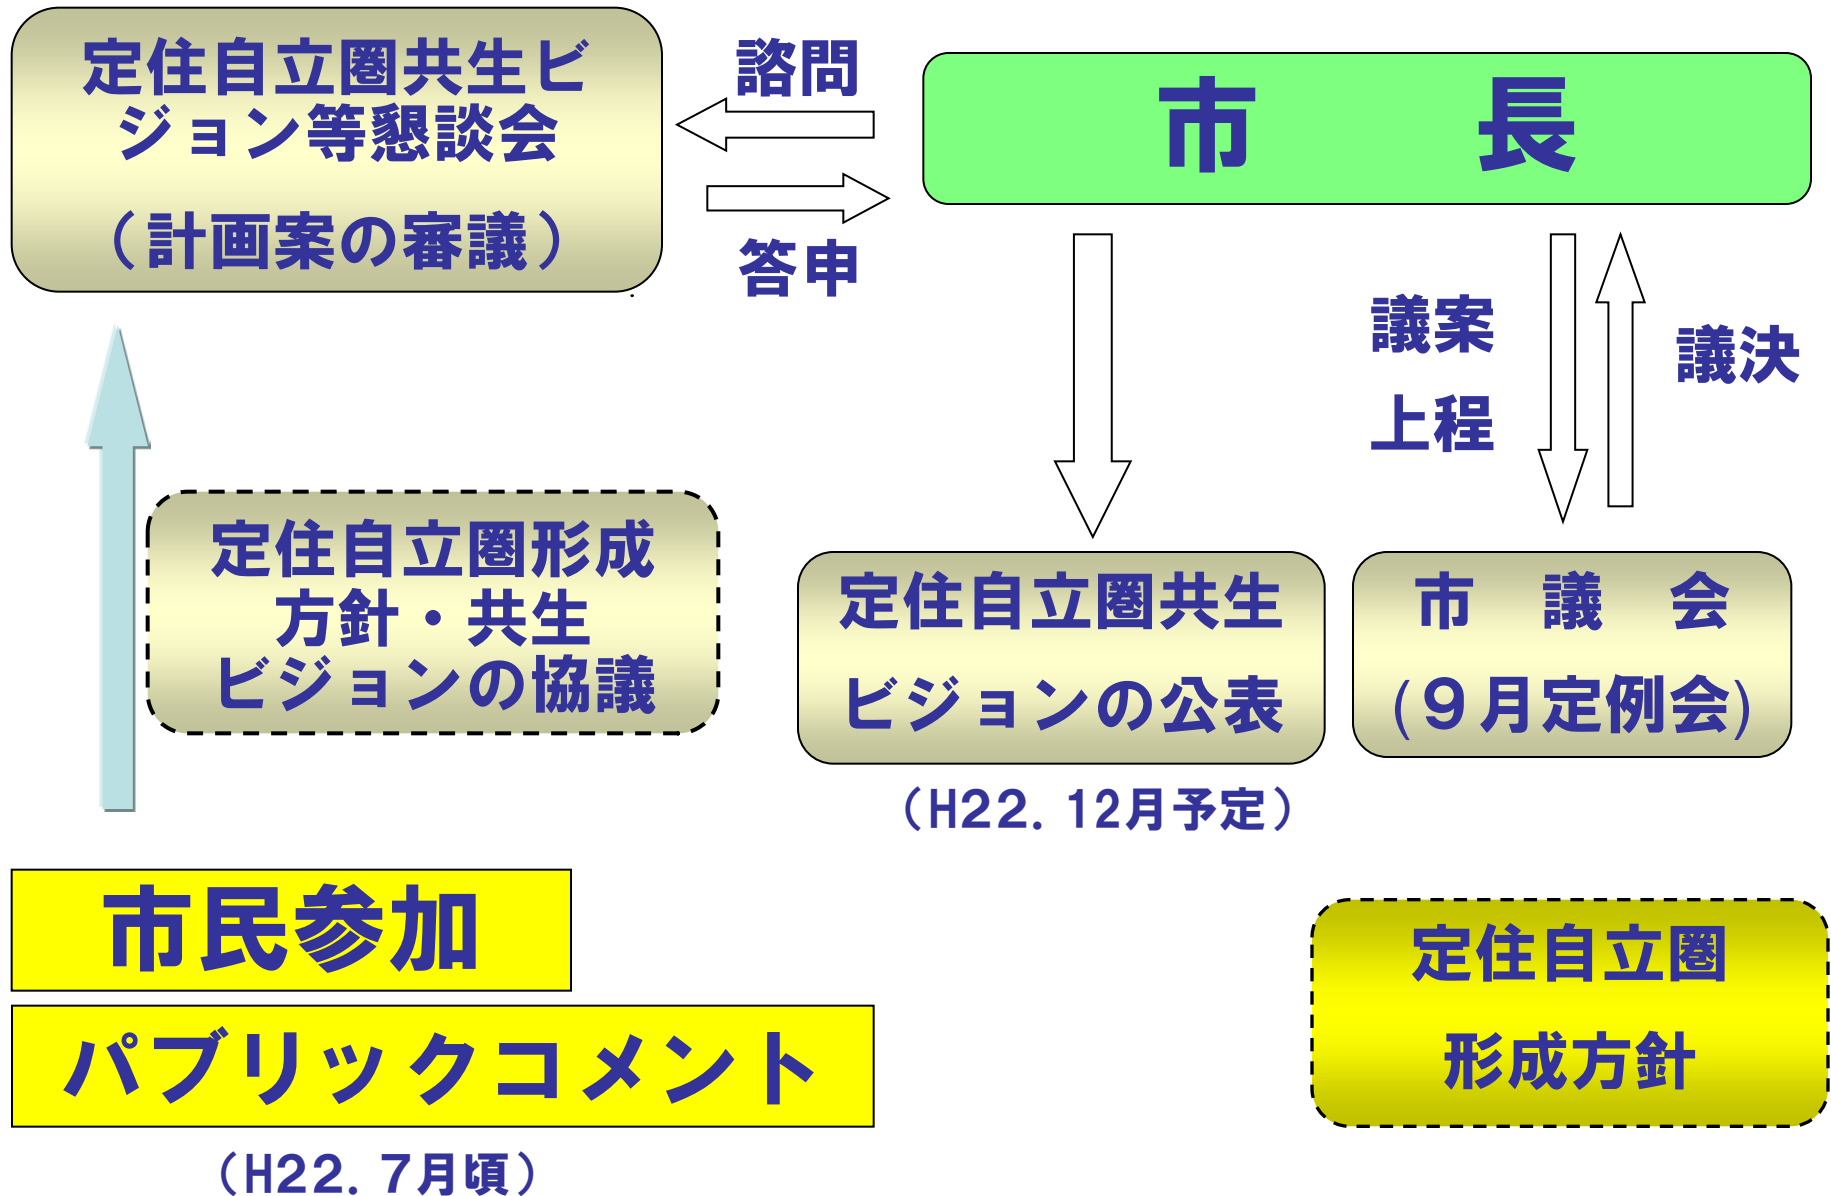 定住自立圏共生ビ
ジョン等懇談会
（計画案の審議）
諮問
答申
市　長
議案
上程
議決
定住自立圏形成
方針・共生
ビジョンの協議
定住自立圏共生
ビジョンの公表
（H22．12月予定）
市　議　会
(９月定例会)
市民参加
パブリックコメント
（H22．７月頃）
定住自立圏
形成方針